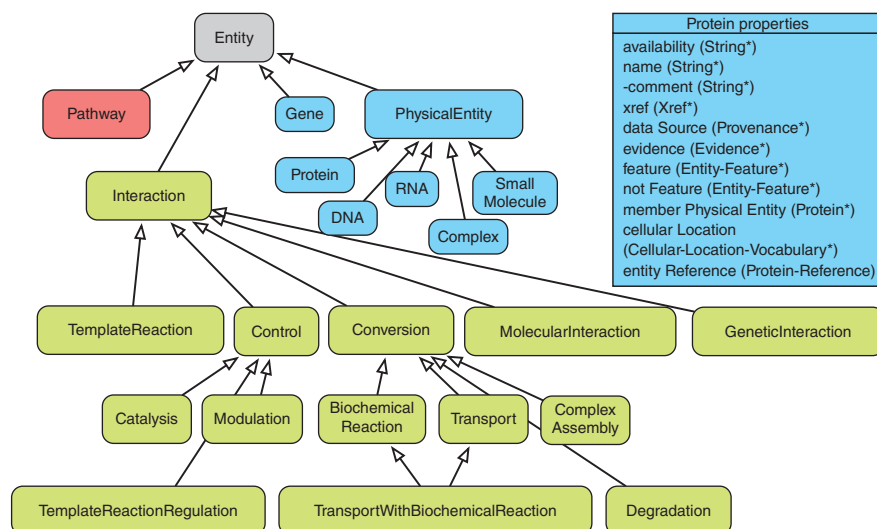 Entity
Protein properties
availability (String*)
name (String*)
-comment (String*)
xref (Xref*)
data Source (Provenance*)
evidence (Evidence*)
feature (Entity-Feature*)
not Feature (Entity-Feature*)
member Physical Entity (Protein*)
cellular Location
(Cellular-Location-Vocabulary*)
entity Reference (Protein-Reference)
Pathway
Gene
PhysicalEntity
Protein
RNA
Small
Molecule
Interaction
DNA
Complex
TemplateReaction
Control
Conversion
MolecularInteraction
GeneticInteraction
Catalysis
Modulation
Biochemical
Reaction
Transport
Complex
Assembly
TemplateReactionRegulation
TransportWithBiochemicalReaction
Degradation